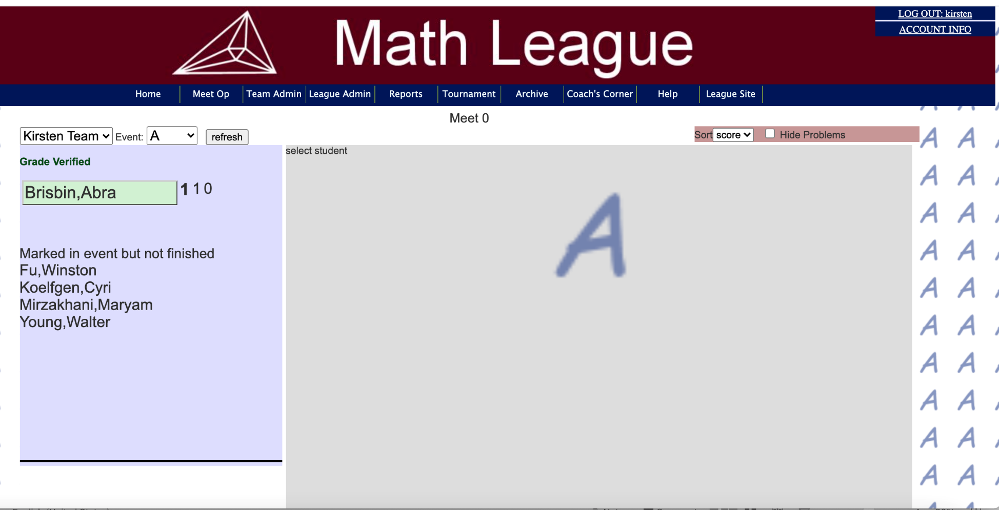 Math League
LOG OUT: kirsten
ACCOUNT INFO
Home Meet Op Team Admin League Admin Reports Tournament Archive Coach's Corner Help League Site
Meet 0
Kirsten Team Event: A refresh Sort score Hide Problems
select student
Grade Verified
Brisbin,Abra 1 1 0
A
Marked in event but not finished
Fu,Winston
Koelfgen,Cyri
Mirzakhani,Maryam
Young,Walter